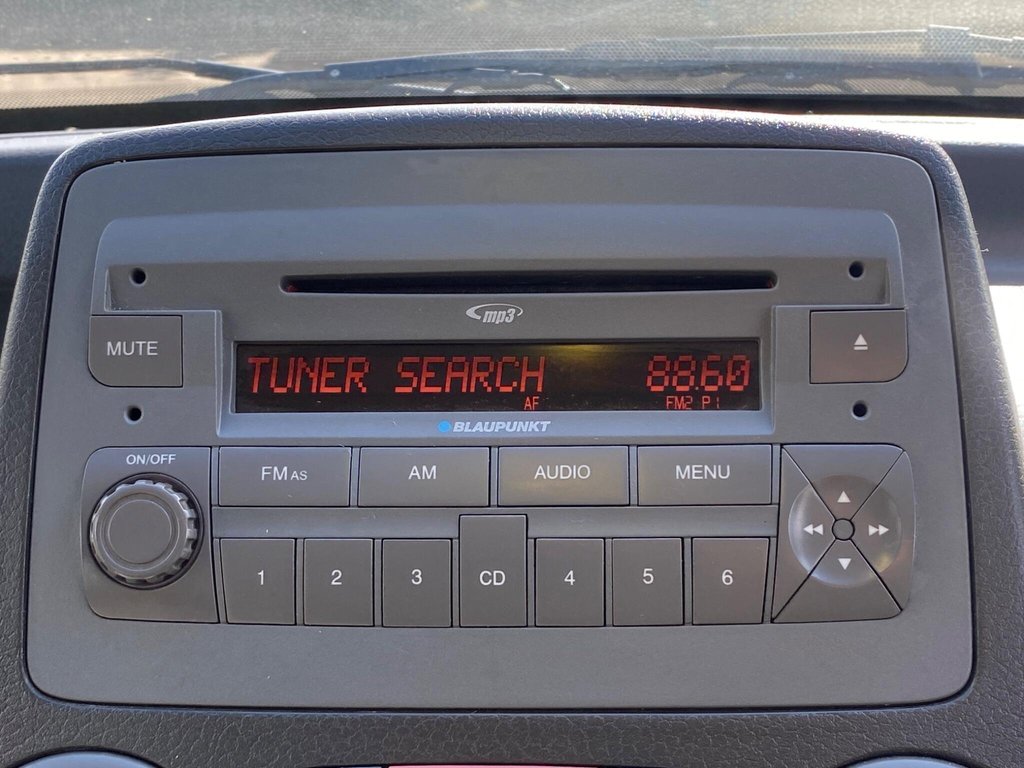 mp3
MUTE
TUNER SEARCH 88.60
AF FM2 P1
BLAUPUNKT
ON/OFF
FM AS AM AUDIO MENU
1 2 3 CD 4 5 6